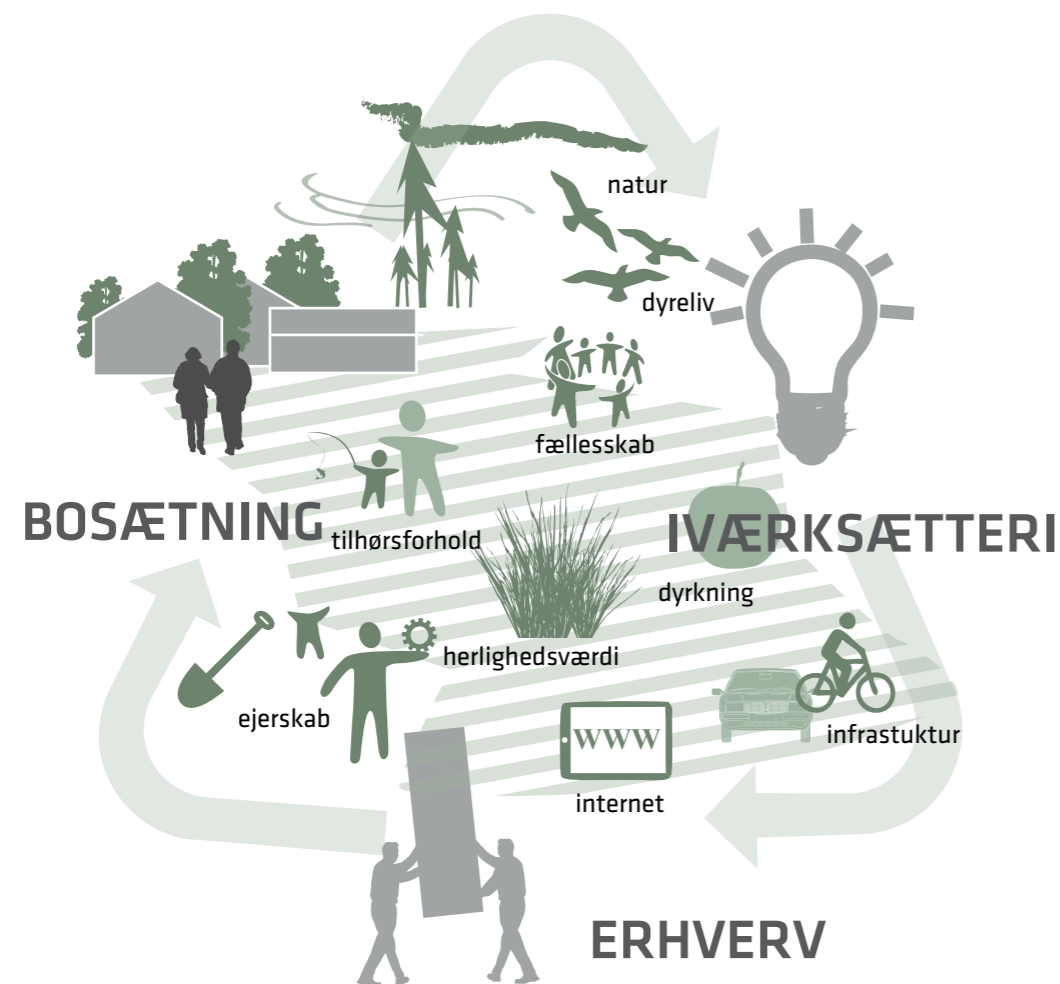 natur
dyreliv
fællesskab
BOSÆTNING
tilhørsforhold
IVÆRKSÆTTERI
dyrkning
herlighedsværdi
ejerskab
infrastuktur
WWW
internet
ERHVERV